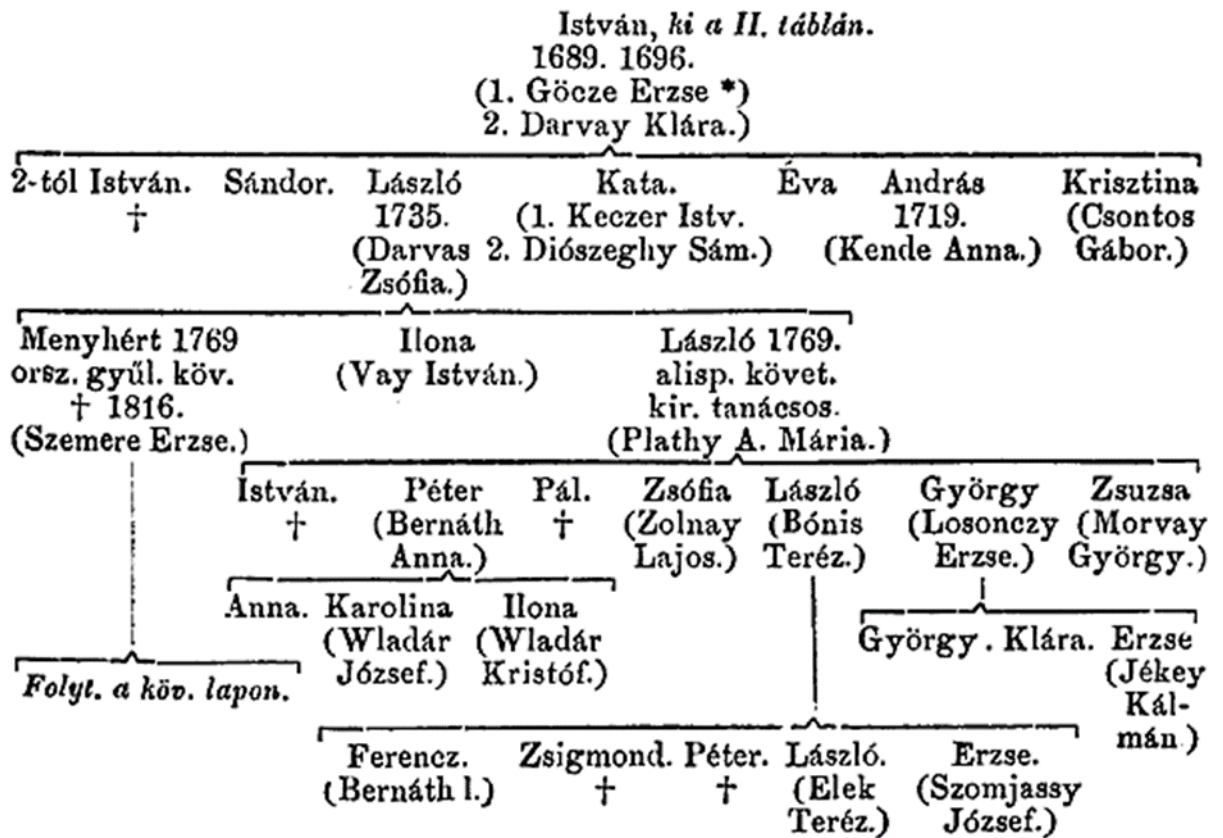 István, ki a II. táblán.
1689. 1696.
(1. Göcze Erzse *)
2. Darvay Klára.)
2-tól István. Sándor. László Kata. Éva András Krisztina
† 1735. (1. Keczer Istv. 1719. (Csontos
(Darvas 2. Diószeghy Sám.) (Kende Anna.) Gábor.)
Zsófia.)
Menyhért 1769 Ilona László 1769.
orsz. gyűl. köv. (Vay István.) alisp. követ.
† 1816. kir. tanácsos.
(Szemere Erzse.) (Plathy A. Mária.)
István. Péter Pál. Zsófia László György Zsuzsa
† (Bernáth † (Zolnay (Bónis (Losonczy (Morvay
Anna.) Lajos.) Teréz.) Erzse.) György.)
Anna. Karolina Ilona
(Wladár (Wladár
József.) Kristóf.)
György. Klára. Erzse
(Jékey
Kál-
mán.)
Folyt. a köv. lapon.
Ferencz. Zsigmond. Péter. László. Erzse.
(Bernáth l.) † † (Elek (Szomjassy
Teréz.) József.)